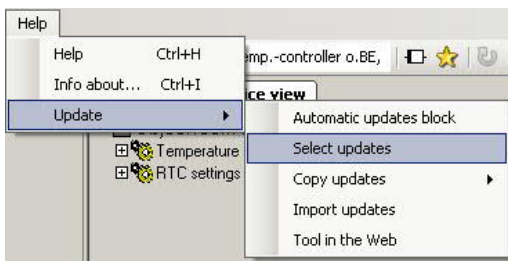 Help
Help Ctrl+H
Info about... Ctrl+I
Update
emp.-controller o.BE,
ice view
Automatic updates block
Select updates
Copy updates
Import updates
Tool in the Web
Temperature
RTC settings